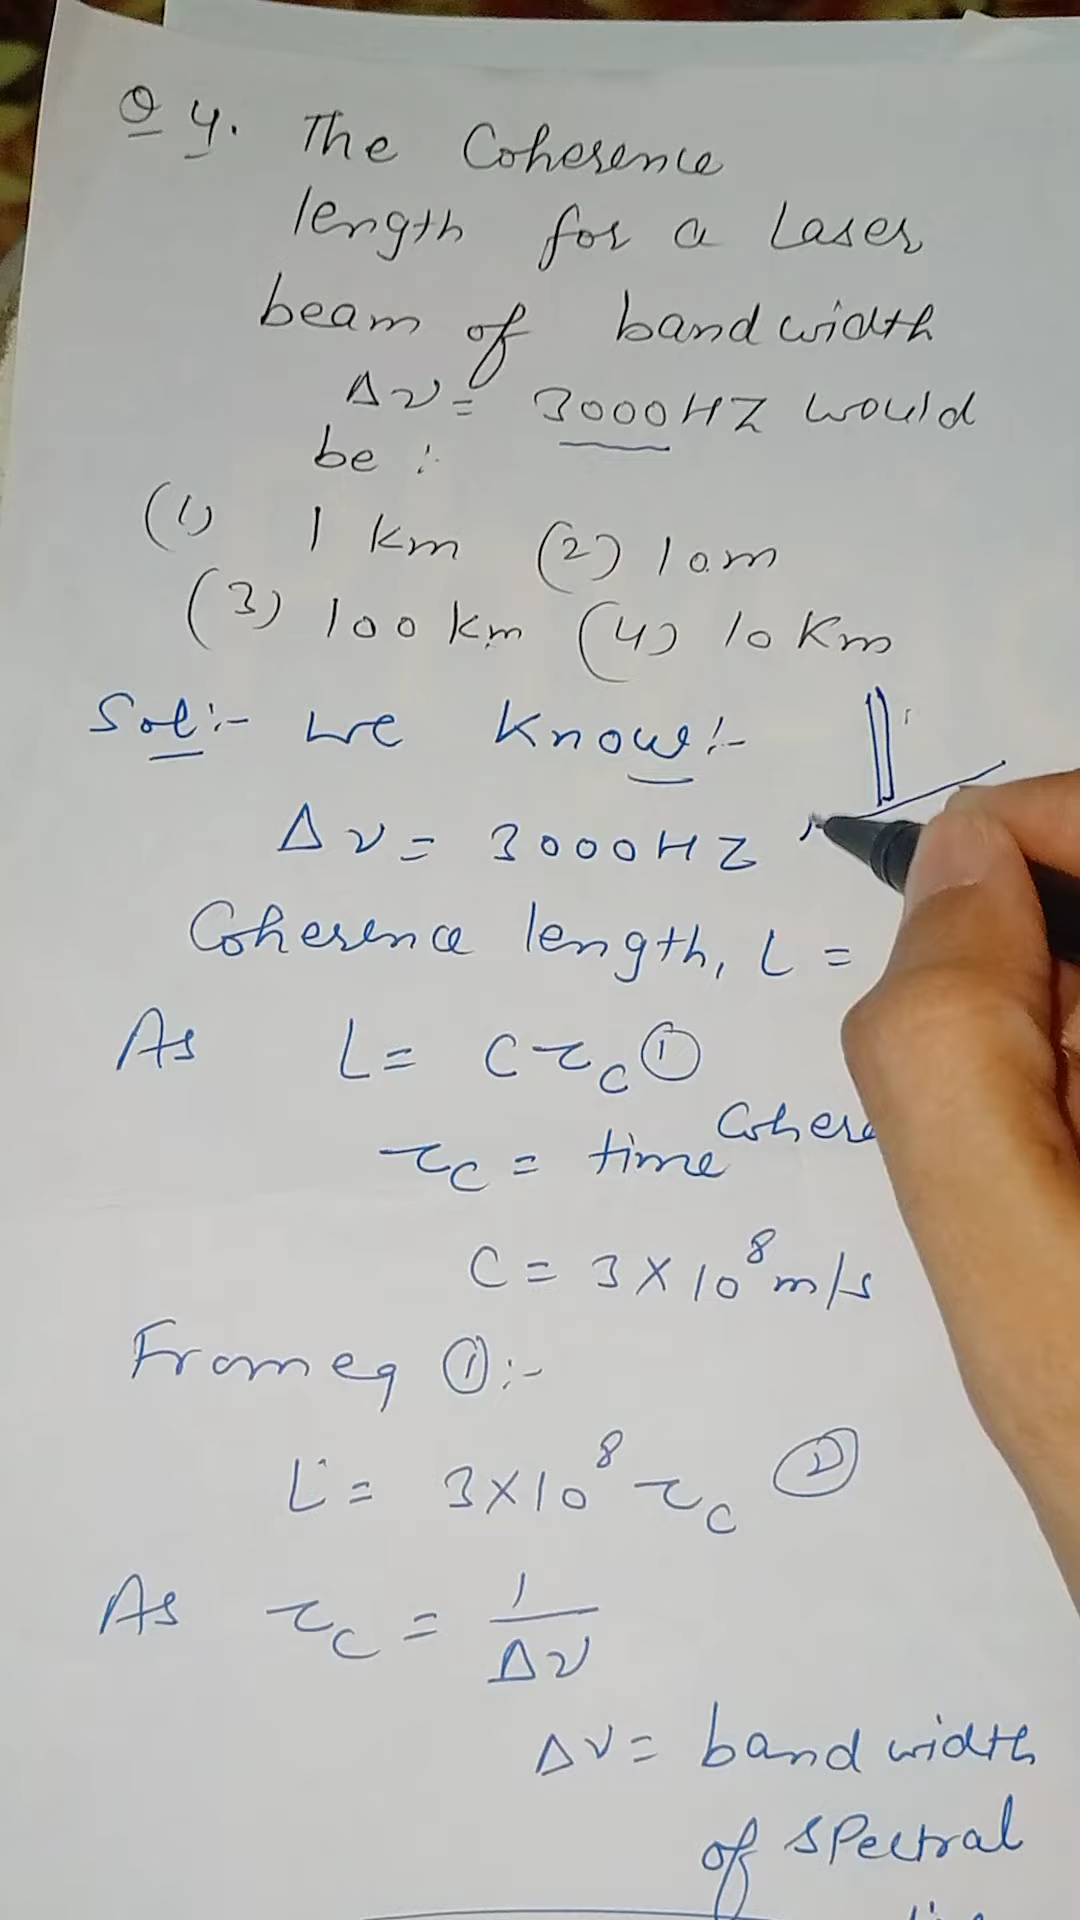 Q 4. The Coherence
length for a Laser
beam of bandwidth
Δν = 3000HZ would
be :-
(1) 1 km (2) 10m
(3) 100 km (4) 10 Km
Sol:- We Know:-
Δν = 3000HZ
Coherence length, L =
As L = Cτc ①
τc = time Cohere
C = 3×10⁸ m/s
From eq ①:-
L = 3×10⁸ τc ②
As τc = 1/Δν
Δν = band width
of spectral